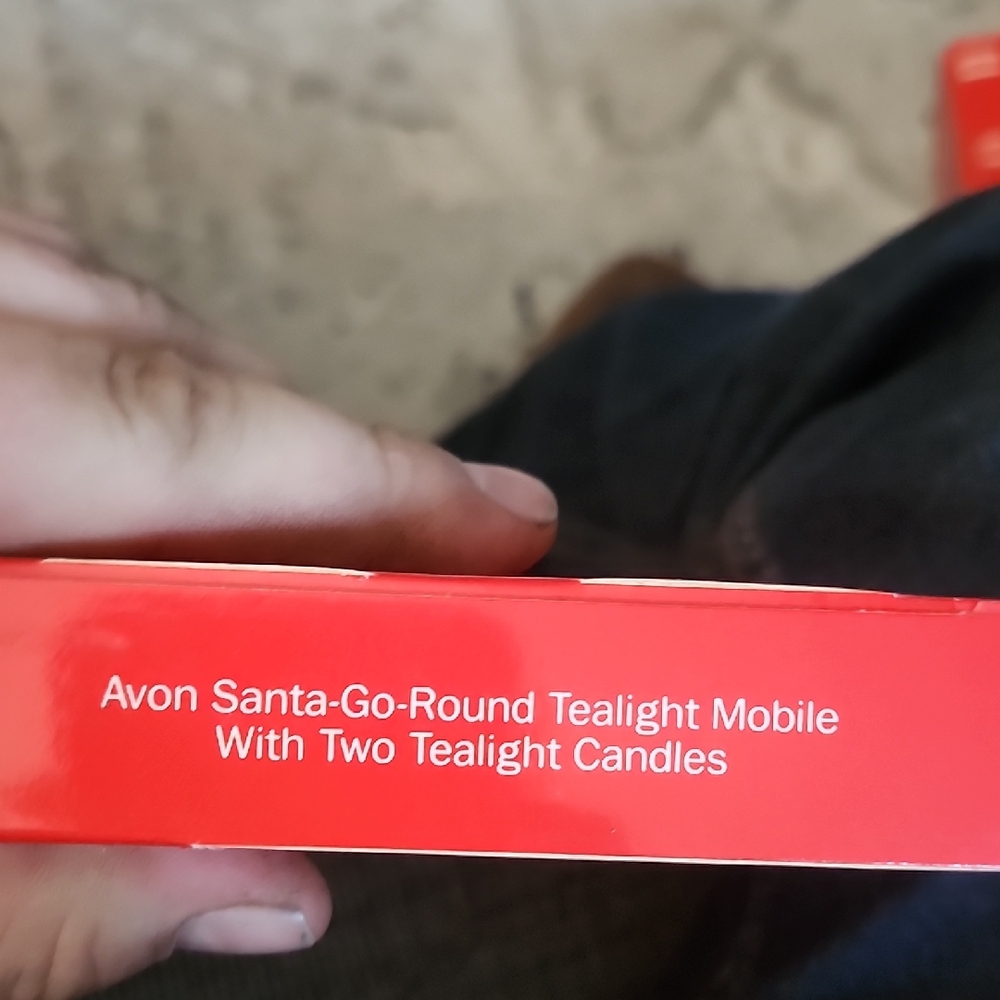 Avon Santa-Go-Round Tealight Mobile
With Two Tealight Candles